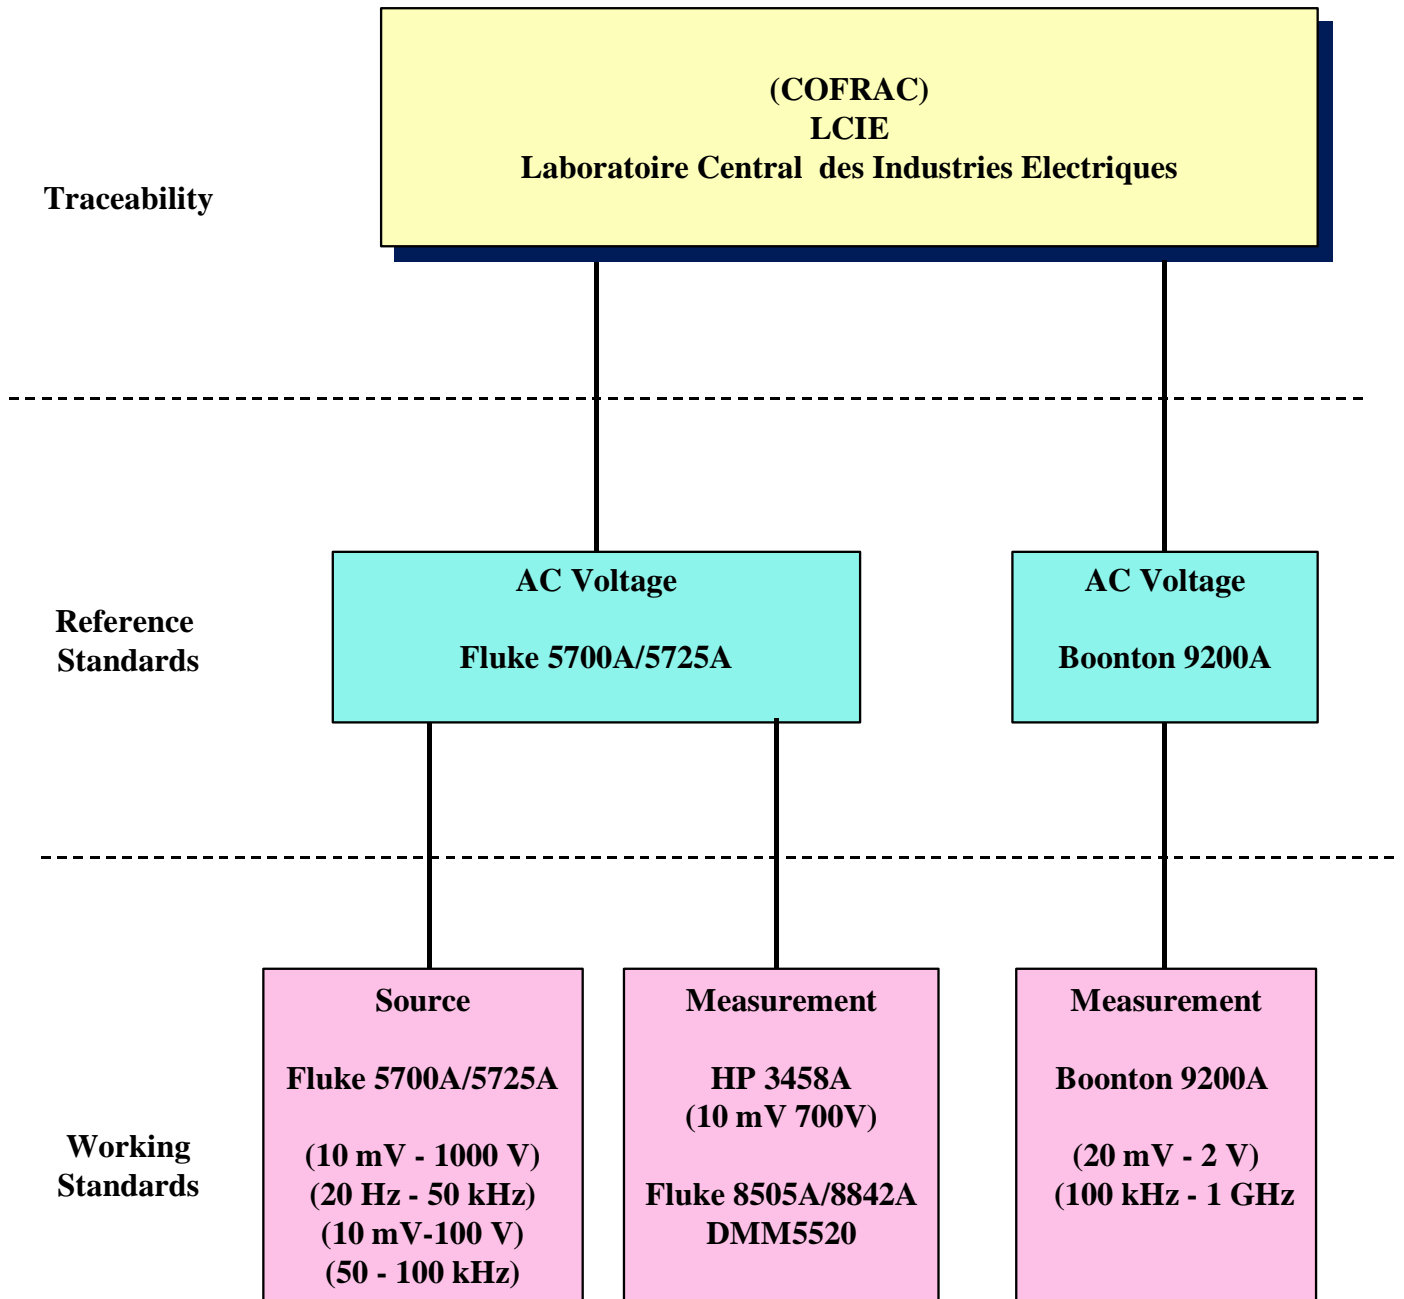 (COFRAC)
LCIE
Laboratoire Central des Industries Electriques
Traceability
Reference
Standards
AC Voltage
Fluke 5700A/5725A
AC Voltage
Boonton 9200A
Working
Standards
Source
Fluke 5700A/5725A
(10 mV - 1000 V)
(20 Hz - 50 kHz)
(10 mV-100 V)
(50 - 100 kHz)
Measurement
HP 3458A
(10 mV 700V)
Fluke 8505A/8842A
DMM5520
Measurement
Boonton 9200A
(20 mV - 2 V)
(100 kHz - 1 GHz